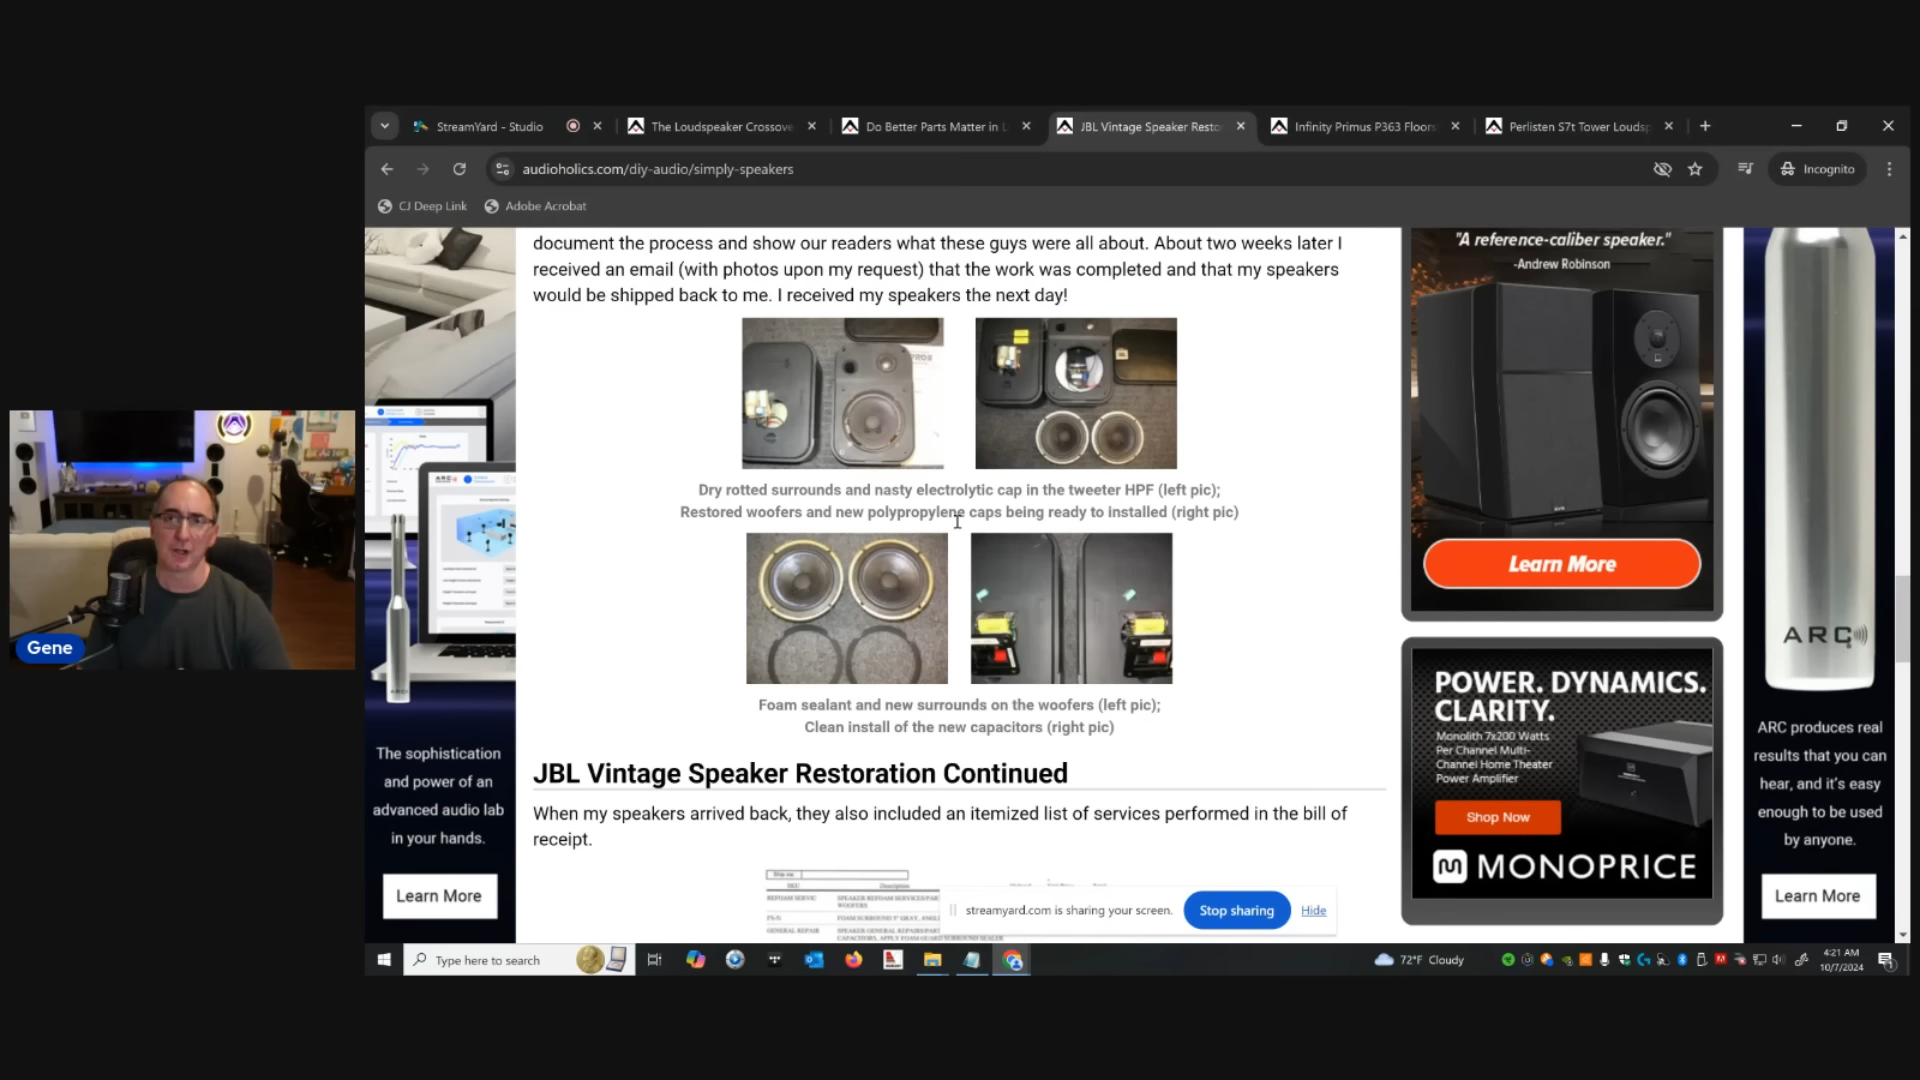 StreamYard - Studio
The Loudspeaker Crossove
Do Better Parts Matter in L
JBL Vintage Speaker Resto
Infinity Primus P363 Floors
Perlisten S7t Tower Loudsp
audioholics.com/diy-audio/simply-speakers
Incognito
CJ Deep Link
Adobe Acrobat
document the process and show our readers what these guys were all about. About two weeks later I
received an email (with photos upon my request) that the work was completed and that my speakers
would be shipped back to me. I received my speakers the next day!
Dry rotted surrounds and nasty electrolytic cap in the tweeter HPF (left pic);
Restored woofers and new polypropylene caps being ready to installed (right pic)
Foam sealant and new surrounds on the woofers (left pic);
Clean install of the new capacitors (right pic)
JBL Vintage Speaker Restoration Continued
When my speakers arrived back, they also included an itemized list of services performed in the bill of
receipt.
SKU
Description
REFOAM SERVIC
GENERAL REPAIR
streamyard.com is sharing your screen.
Stop sharing
Hide
Gene
The sophistication
and power of an
advanced audio lab
in your hands.
Learn More
"A reference-caliber speaker."
-Andrew Robinson
Learn More
POWER. DYNAMICS.
CLARITY.
Monolith 7x200 Watts
Per Channel Multi-
Channel Home Theater
Power Amplifier
Shop Now
MONOPRICE
ARC
ARC produces real
results that you can
hear, and it's easy
enough to be used
by anyone.
Learn More
Type here to search
72°F Cloudy
4:21 AM
10/7/2024